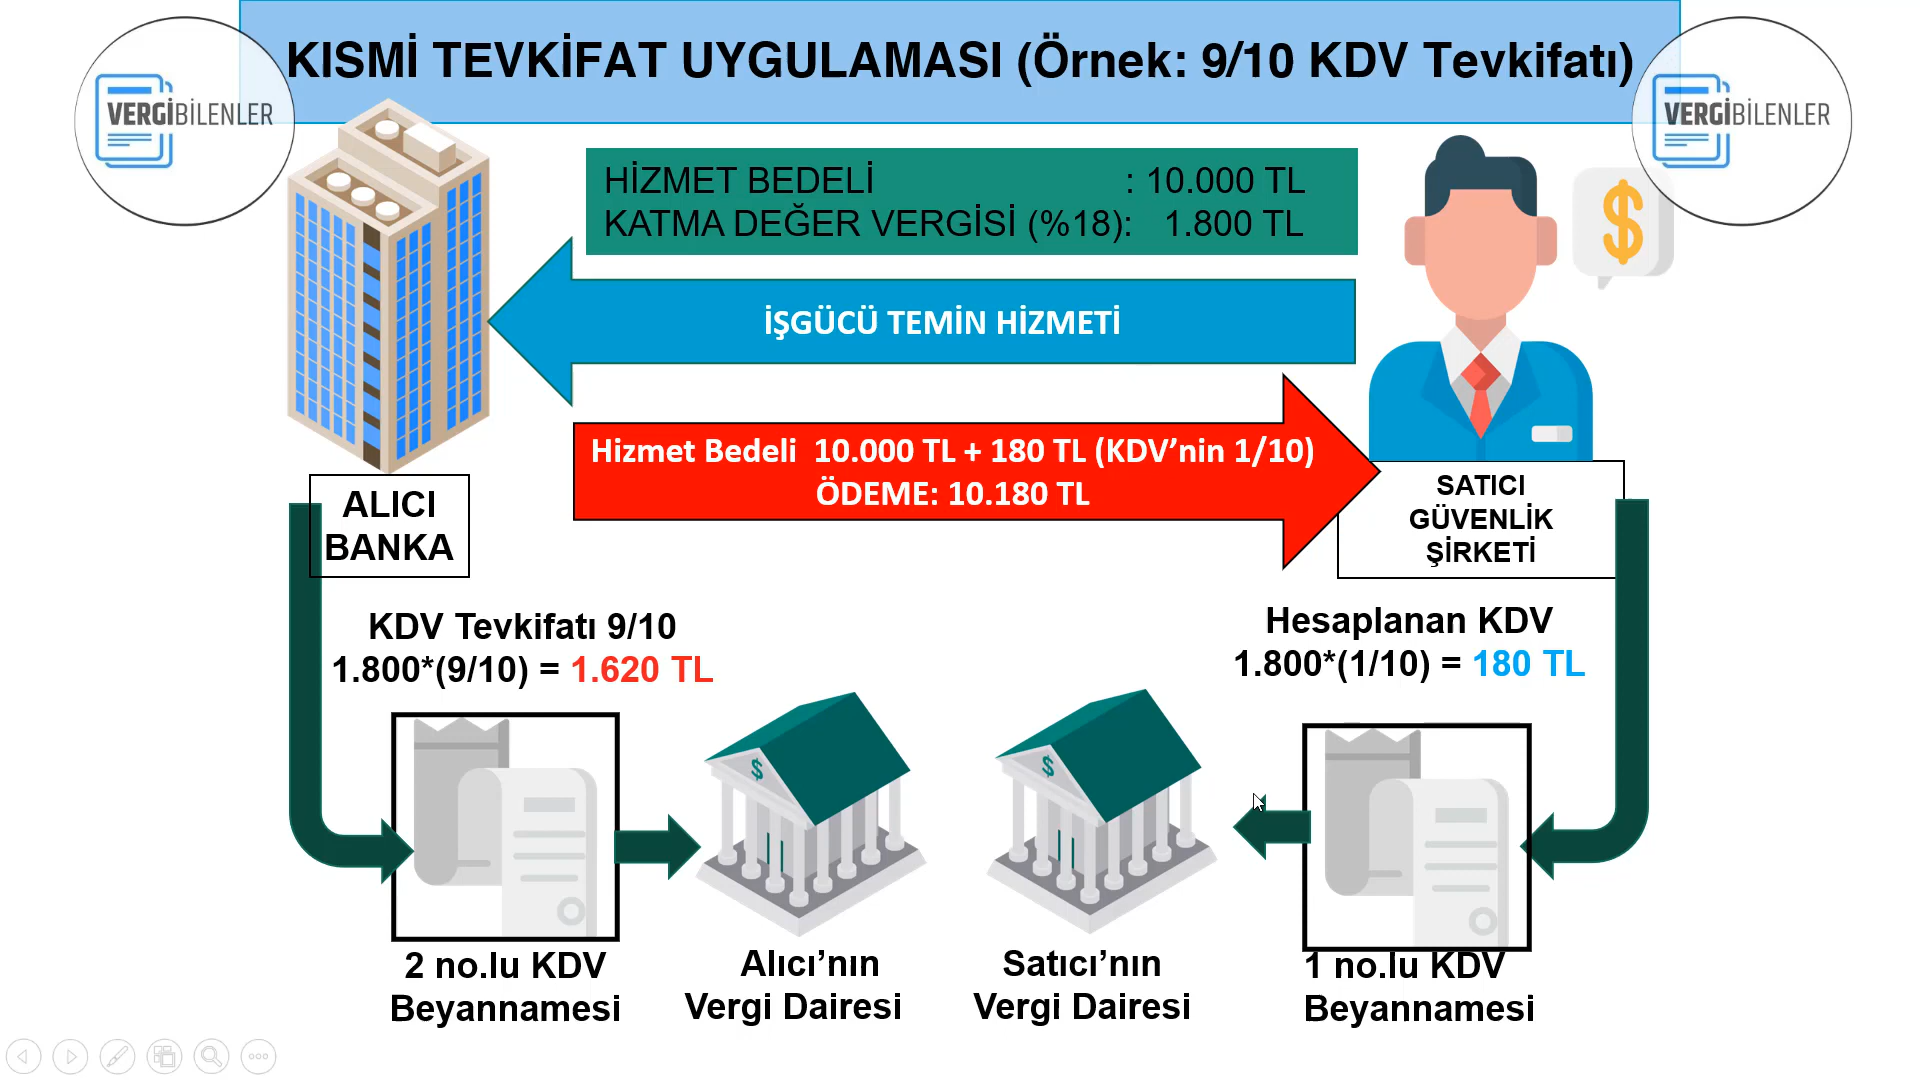 KISMİ TEVKİFAT UYGULAMASI (Örnek: 9/10 KDV Tevkifatı)
VERGİBİLENLER
VERGİBİLENLER
HİZMET BEDELİ : 10.000 TL
KATMA DEĞER VERGİSİ (%18): 1.800 TL
$
İŞGÜCÜ TEMİN HİZMETİ
Hizmet Bedeli 10.000 TL + 180 TL (KDV’nin 1/10)
ÖDEME: 10.180 TL
ALICI
BANKA
SATICI
GÜVENLİK
ŞİRKETİ
KDV Tevkifatı 9/10
1.800*(9/10) = 1.620 TL
Hesaplanan KDV
1.800*(1/10) = 180 TL
$
$
2 no.lu KDV
Beyannamesi
Alıcı’nın
Vergi Dairesi
Satıcı’nın
Vergi Dairesi
1 no.lu KDV
Beyannamesi